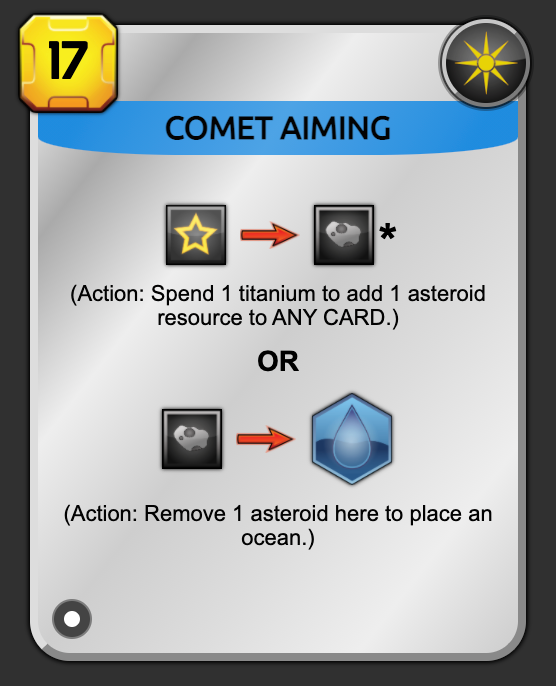 17
COMET AIMING
*
(Action: Spend 1 titanium to add 1 asteroid
resource to ANY CARD.)
OR
(Action: Remove 1 asteroid here to place an
ocean.)